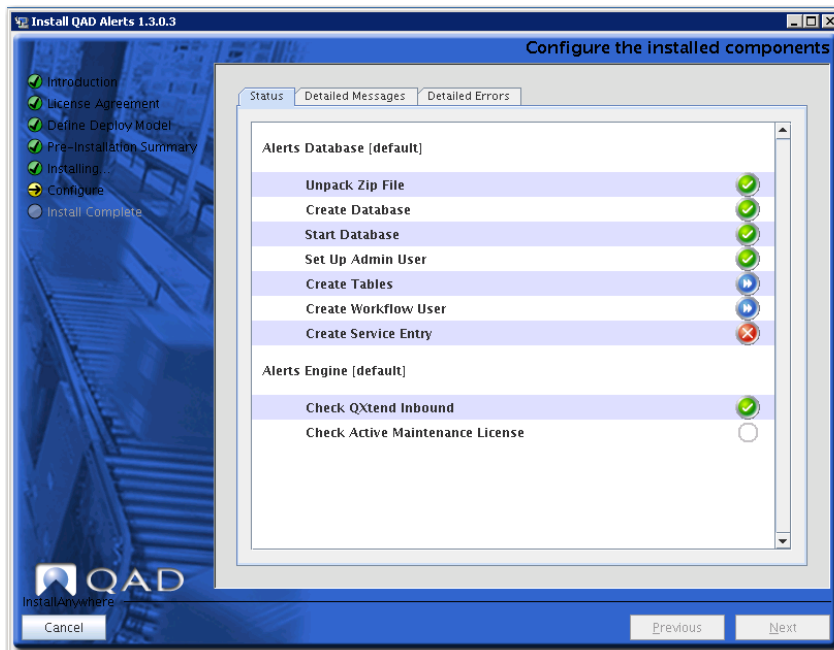 Install QAD Alerts 1.3.0.3
Configure the installed components
Introduction
License Agreement
Define Deploy Model
Pre-Installation Summary
Installing...
Configure
Install Complete
Status
Detailed Messages
Detailed Errors
Alerts Database [default]
Unpack Zip File
Create Database
Start Database
Set Up Admin User
Create Tables
Create Workflow User
Create Service Entry
Alerts Engine [default]
Check QXtend Inbound
Check Active Maintenance License
QAD
InstallAnywhere
Cancel
Previous
Next